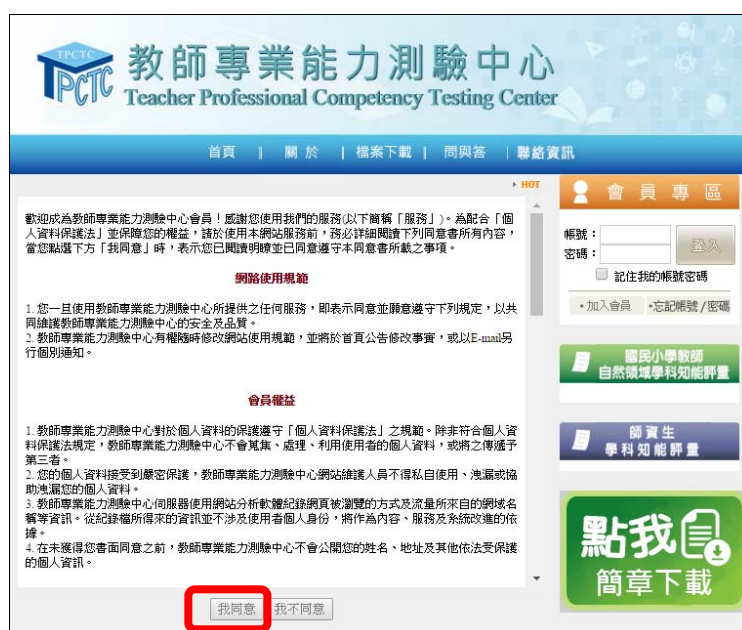 TPCTC
TPCTC
教師專業能力測驗中心
Teacher Professional Competency Testing Center
首頁 | 關於 | 檔案下載 | 問與答 | 聯絡資訊
HOT
歡迎成為教師專業能力測驗中心會員！感謝您使用我們的服務(以下簡稱「服務」)。為配合「個
人資料保護法」並保障您的權益，請於使用本網站服務前，務必詳細閱讀下列同意書所有內容，
當您點選下方「我同意」時，表示您已閱讀明瞭並已同意遵守本同意書所載之事項。
網路使用規範
1. 您一旦使用教師專業能力測驗中心所提供之任何服務，即表示同意並願意遵守下列規定，以共
同維護教師專業能力測驗中心的安全及品質。
2. 教師專業能力測驗中心有權隨時修改網站使用規範，並將於首頁公告修改事宜，或以E-mail另
行個別通知。
會員權益
1. 教師專業能力測驗中心對於個人資料的保護遵守「個人資料保護法」之規範。除非符合個人資
料保護法規定，教師專業能力測驗中心不會蒐集、處理、利用使用者的個人資料，或將之傳遞予
第三者。
2. 您的個人資料接受到嚴密保護，教師專業能力測驗中心網站維護人員不得私自使用、洩漏或協
助洩漏您的個人資料。
3. 教師專業能力測驗中心伺服器使用網站分析軟體紀錄網頁被瀏覽的方式及流量所來自的網域名
稱等資訊。從紀錄檔所得來的資訊並不涉及使用者個人身份，將作為內容、服務及系統改進的依
據。
4. 在未獲得您書面同意之前，教師專業能力測驗中心不會公開您的姓名、地址及其他依法受保護
的個人資訊。
我同意 我不同意
會員專區
帳號：
密碼：
登入
記住我的帳號密碼
•加入會員 •忘記帳號/密碼
國民小學教師
自然領域學科知能評量
師資生
學科知能評量
點我
簡章下載